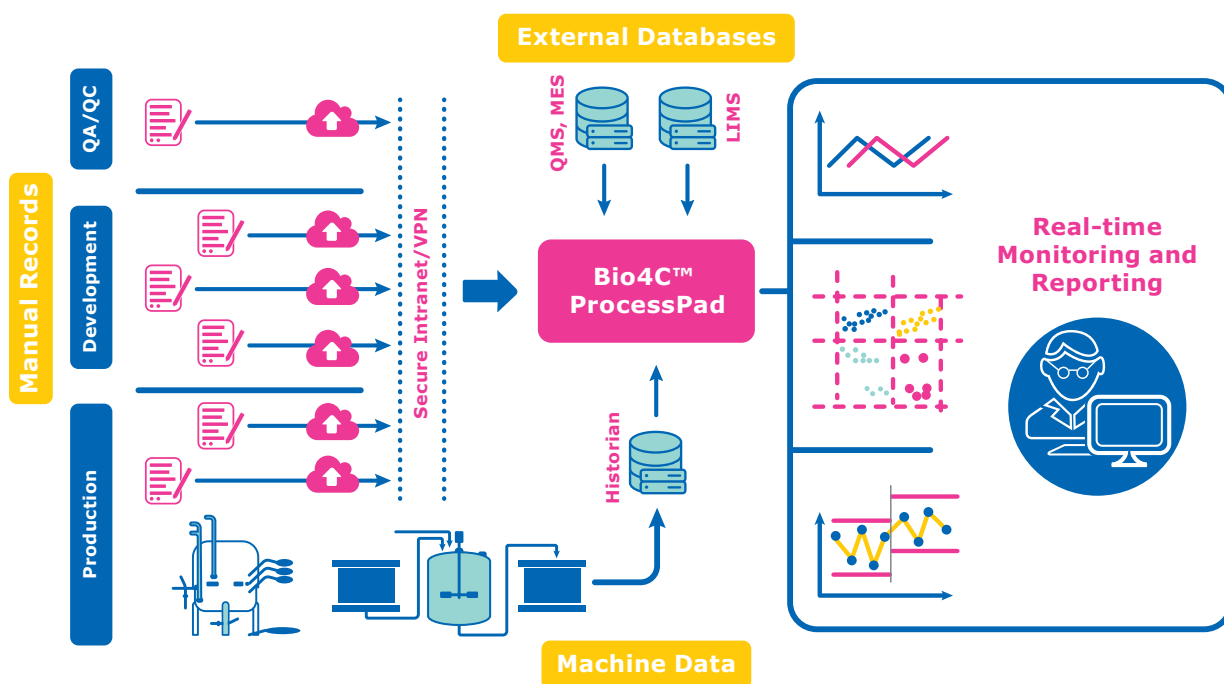 External Databases
QMS, MES
LIMS
Manual Records
QA/QC
Development
Production
Secure Intranet/VPN
Bio4C™
ProcessPad
Historian
Machine Data
Real-time
Monitoring and
Reporting